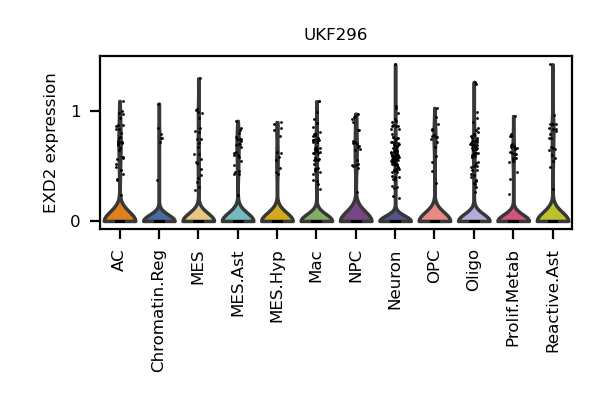 UKF296
EXD2 expression
1
0
AC
Chromatin.Reg
MES
MES.Ast
MES.Hyp
Mac
NPC
Neuron
OPC
Oligo
Prolif.Metab
Reactive.Ast